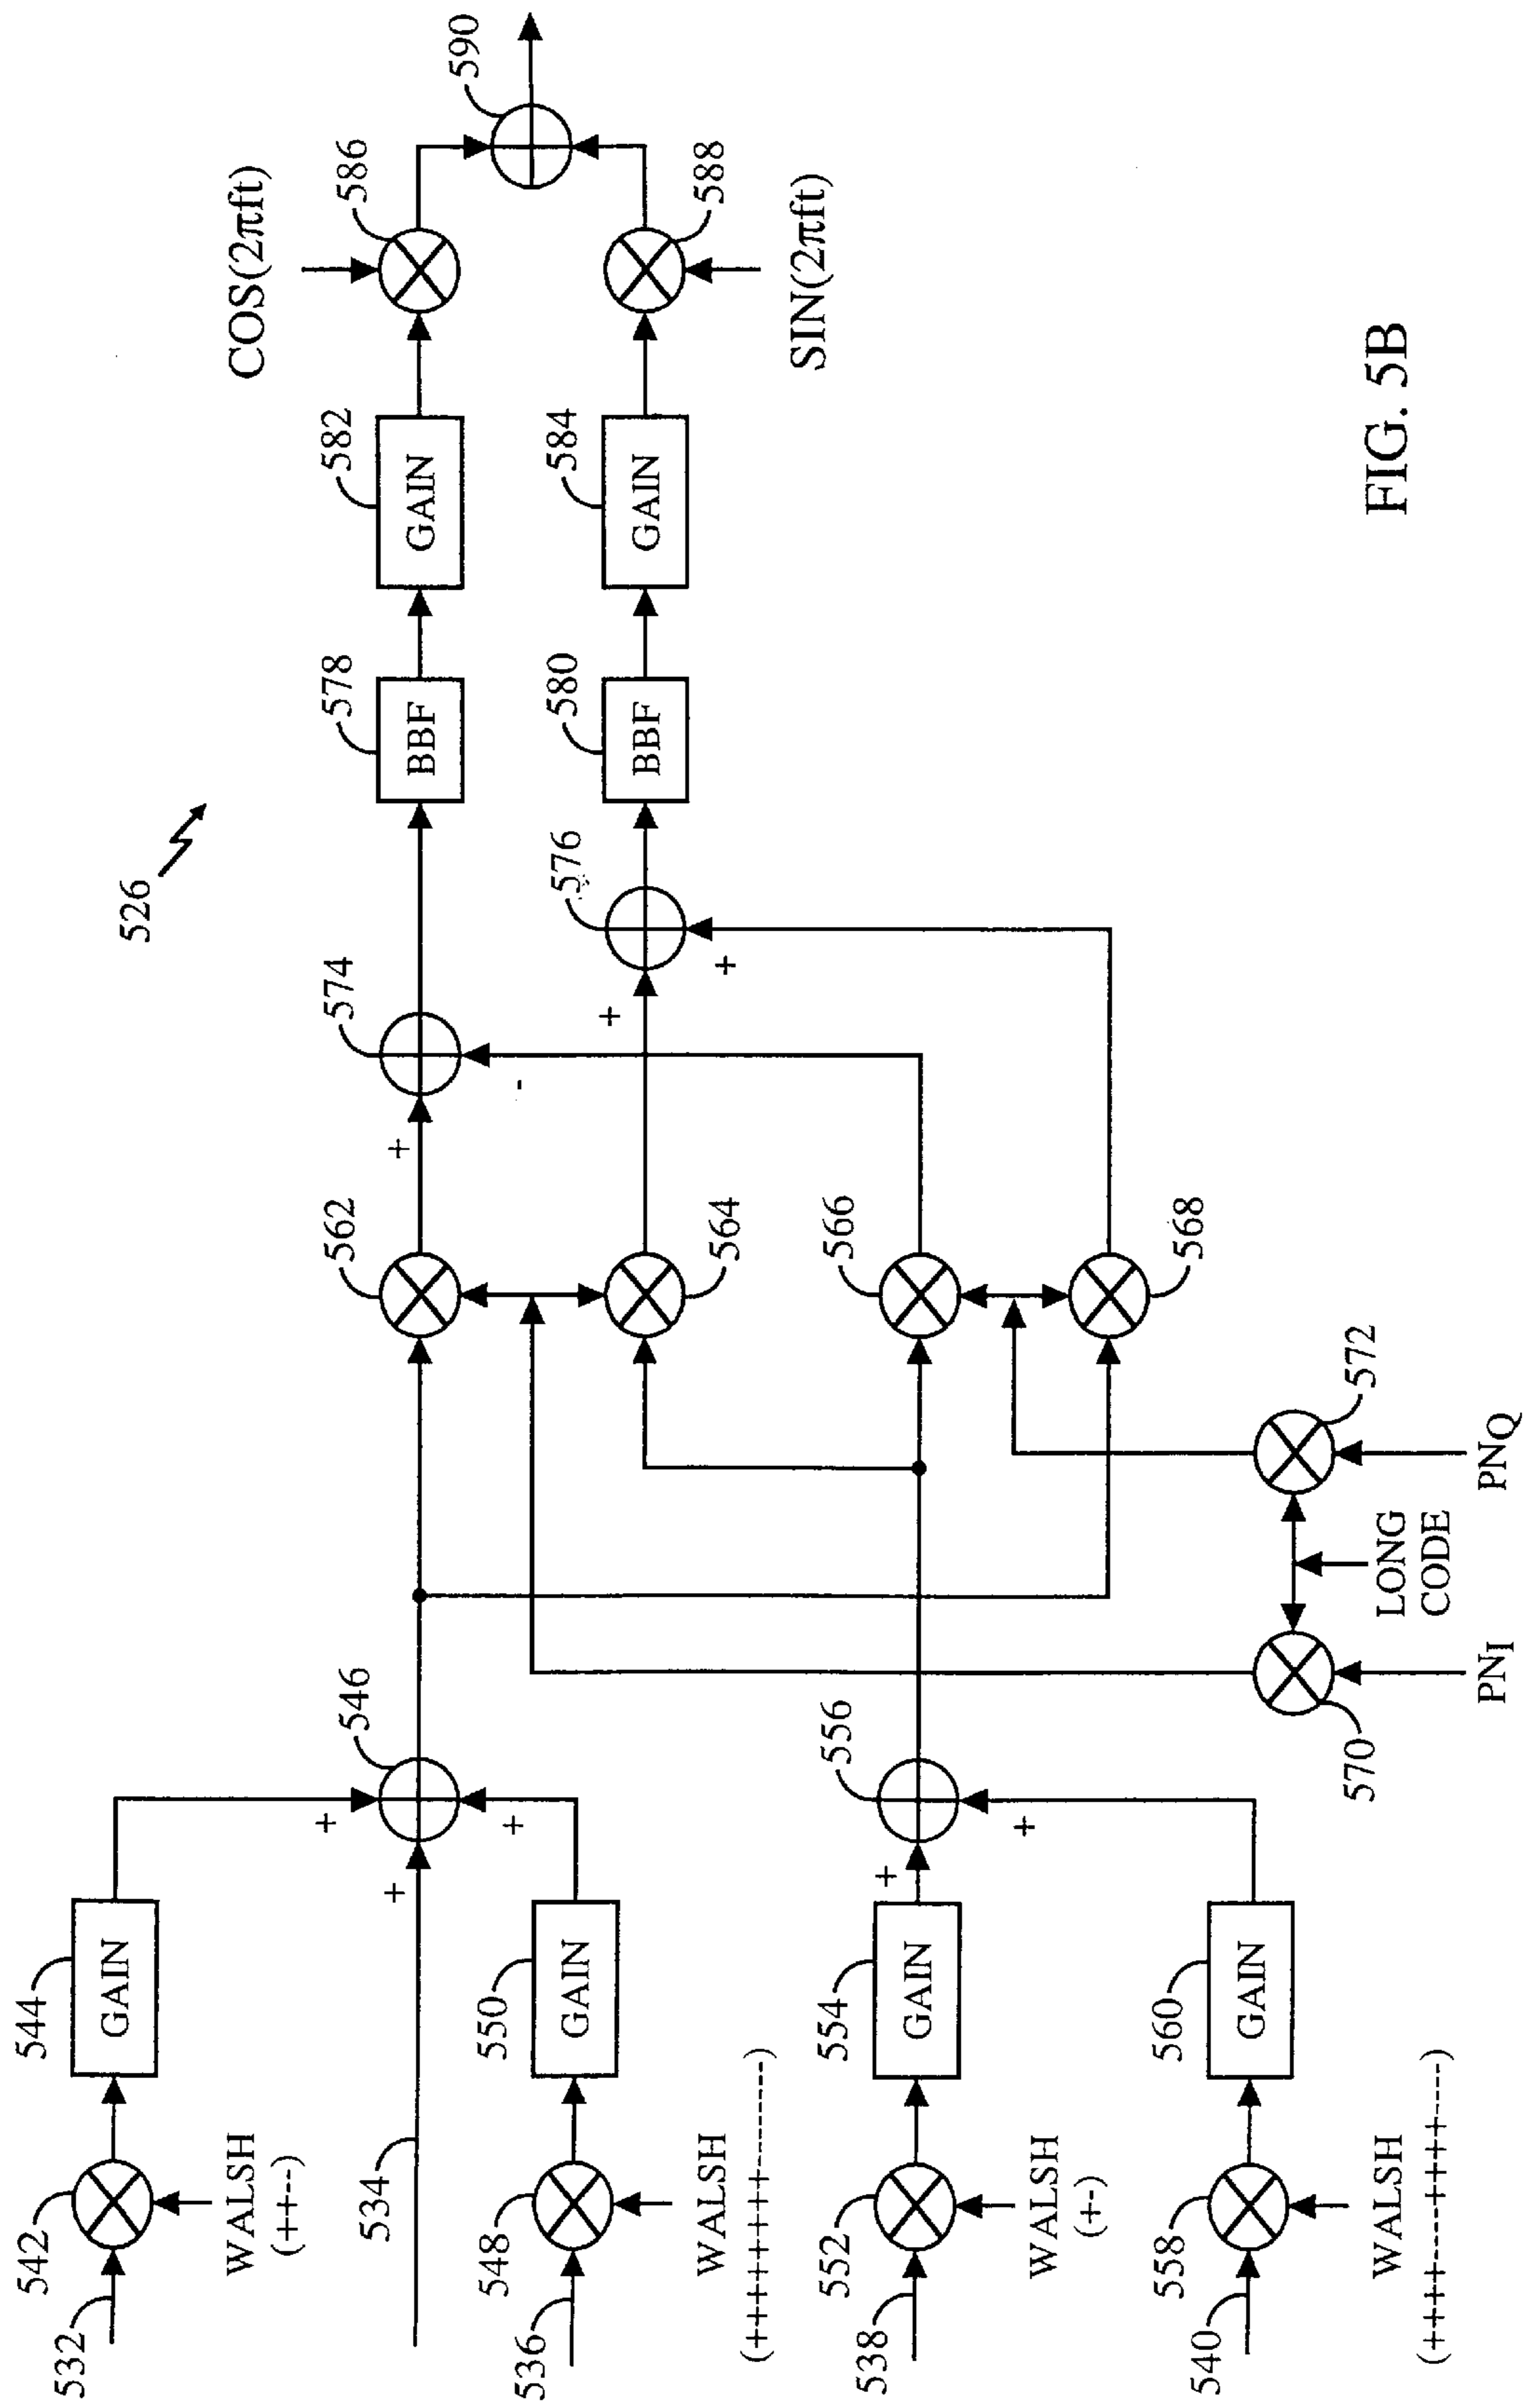 526
532
542
WALSH
(++--)
544
GAIN
534
536
548
WALSH
(++++++++--------)
550
GAIN
546
538
552
WALSH
(+-)
554
GAIN
540
558
WALSH
(++++----++++----)
560
GAIN
556
+
+
+
+
+
570
PNI
LONG
CODE
572
PNQ
562
564
566
568
+
-
574
+
+
576
578
BBF
580
BBF
582
GAIN
584
GAIN
COS(2πft)
586
588
SIN(2πft)
590
FIG. 5B